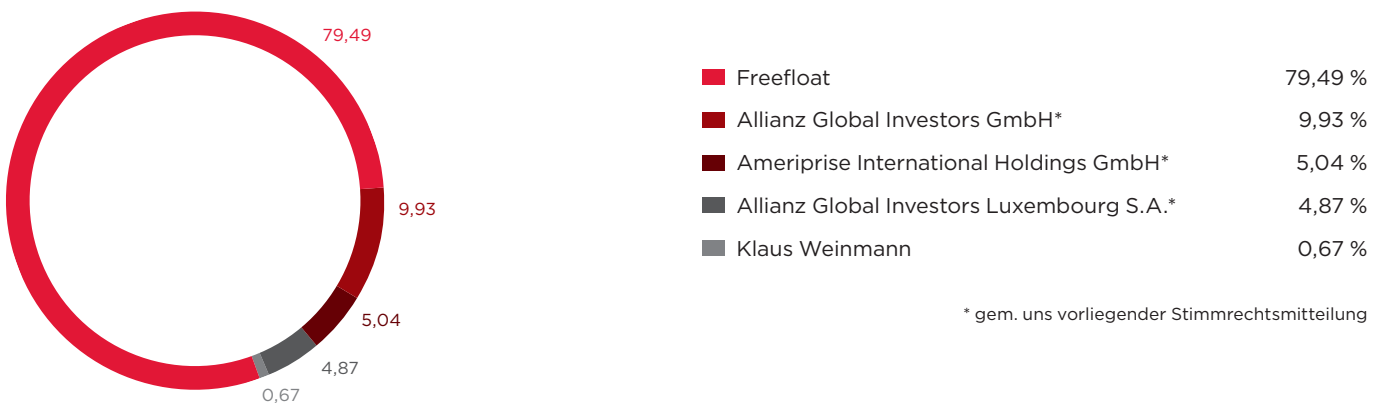 79,49
9,93
5,04
4,87
0,67
Freefloat 79,49 %
Allianz Global Investors GmbH* 9,93 %
Ameriprise International Holdings GmbH* 5,04 %
Allianz Global Investors Luxembourg S.A.* 4,87 %
Klaus Weinmann 0,67 %
* gem. uns vorliegender Stimmrechtsmitteilung